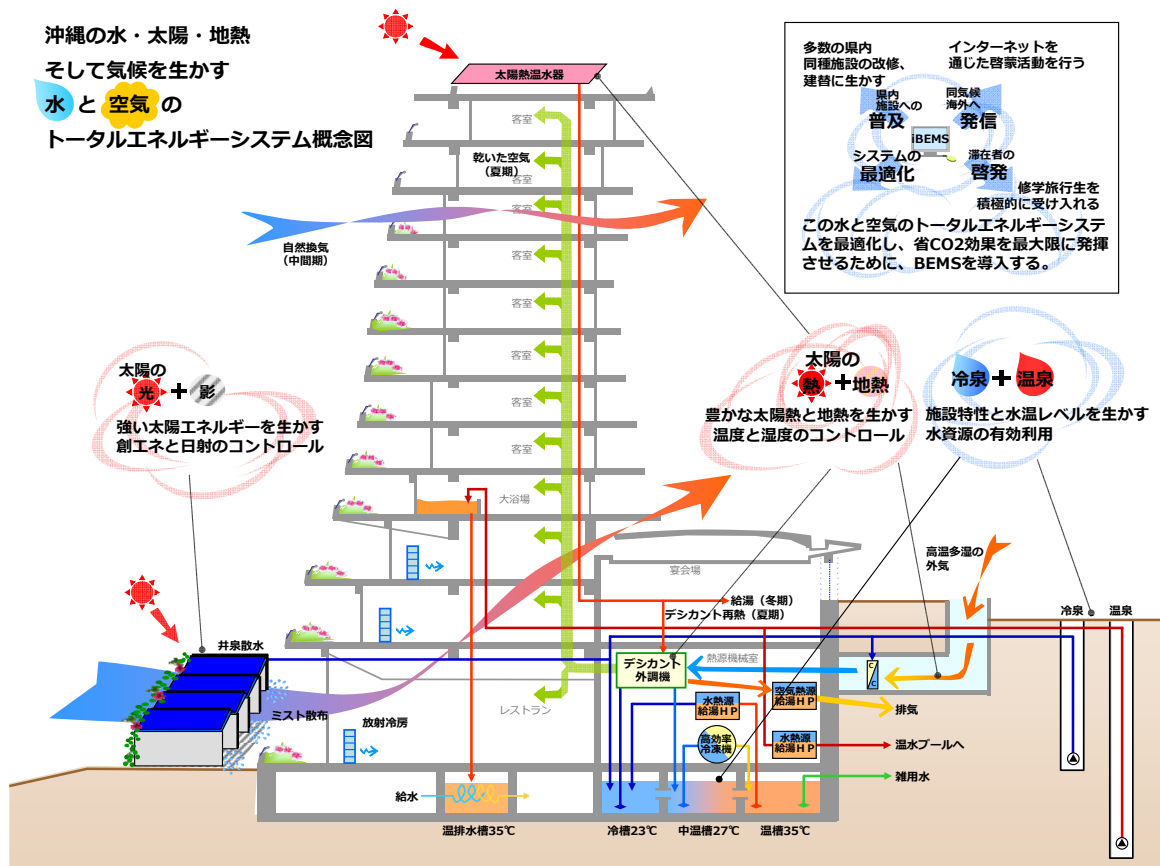 沖縄の水・太陽・地熱
そして気候を生かす
水 と 空気 の
トータルエネルギーシステム概念図
太陽熱温水器
多数の県内
同種施設の改修、
建替に生かす
インターネットを
通じた啓蒙活動を行う
県内
施設への
普及
同気候
海外へ
発信
iBEMS
システムの
最適化
滞在者の
啓発
修学旅行生を
積極的に受け入れる
この水と空気のトータルエネルギーシステ
ムを最適化し、省CO2効果を最大限に発揮
させるために、BEMSを導入する。
客室
乾いた空気
（夏期）
客室
客室
客室
客室
客室
客室
客室
客室
自然換気
（中間期）
太陽の
光 + 影
強い太陽エネルギーを生かす
創エネと日射のコントロール
太陽の
熱 + 地熱
豊かな太陽熱と地熱を生かす
温度と湿度のコントロール
冷泉 + 温泉
施設特性と水温レベルを生かす
水資源の有効利用
大浴場
宴会場
高温多湿の
外気
給湯（冬期）
デシカント再熱（夏期）
冷泉
温泉
井泉散水
デシカント
外調機
熱源機械室
C
C
レストラン
水熱源
給湯ＨＰ
空気熱源
給湯ＨＰ
排気
ミスト散布
放射冷房
高効率
冷凍機
水熱源
給湯ＨＰ
温水プールへ
雑用水
給水
温排水槽35℃
冷槽23℃
中温槽27℃
温槽35℃